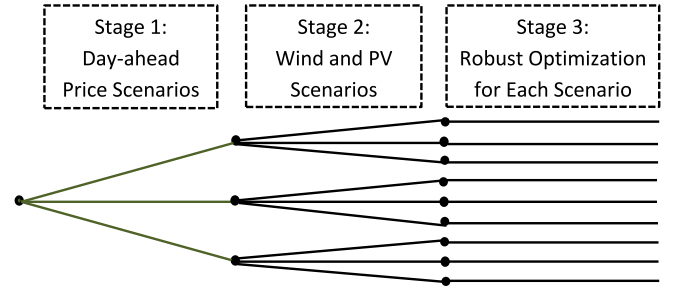 Stage 1:
Day-ahead
Price Scenarios
Stage 2:
Wind and PV
Scenarios
Stage 3:
Robust Optimization
for Each Scenario